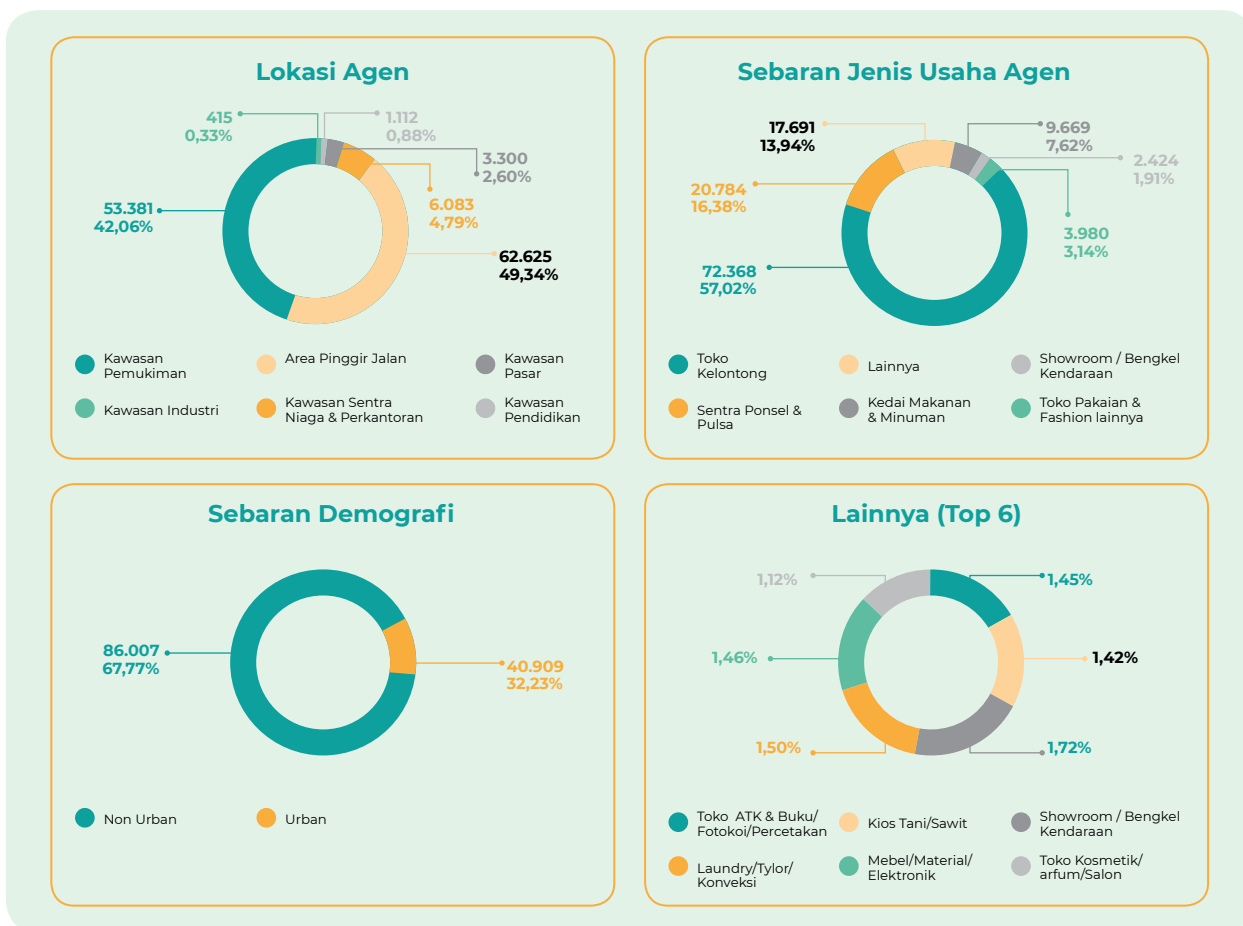 Lokasi Agen
415
0,33%
1.112
0,88%
3.300
2,60%
6.083
4,79%
53.381
42,06%
62.625
49,34%
Kawasan
Pemukiman
Area Pinggir Jalan
Kawasan
Pasar
Kawasan Industri
Kawasan Sentra
Niaga & Perkantoran
Kawasan
Pendidikan
Sebaran Jenis Usaha Agen
17.691
13,94%
9.669
7,62%
2.424
1,91%
20.784
16,38%
3.980
3,14%
72.368
57,02%
Toko
Kelontong
Lainnya
Showroom / Bengkel
Kendaraan
Sentra Ponsel &
Pulsa
Kedai Makanan
& Minuman
Toko Pakaian &
Fashion lainnya
Sebaran Demografi
86.007
67,77%
40.909
32,23%
Non Urban
Urban
Lainnya (Top 6)
1,12%
1,45%
1,46%
1,42%
1,50%
1,72%
Toko ATK & Buku/
Fotokoi/Percetakan
Kios Tani/Sawit
Showroom / Bengkel
Kendaraan
Laundry/Tylor/
Konveksi
Mebel/Material/
Elektronik
Toko Kosmetik/
arfum/Salon